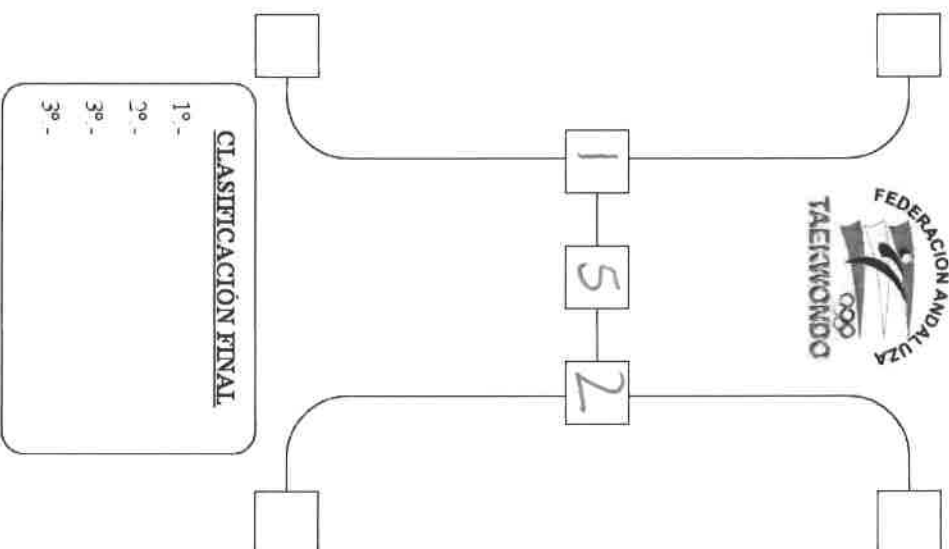 FEDERACION ANDALUZA
TAEKWONDO
1
5
2
CLASIFICACIÓN FINAL
1º.-
2º.-
3º.-
3º.-